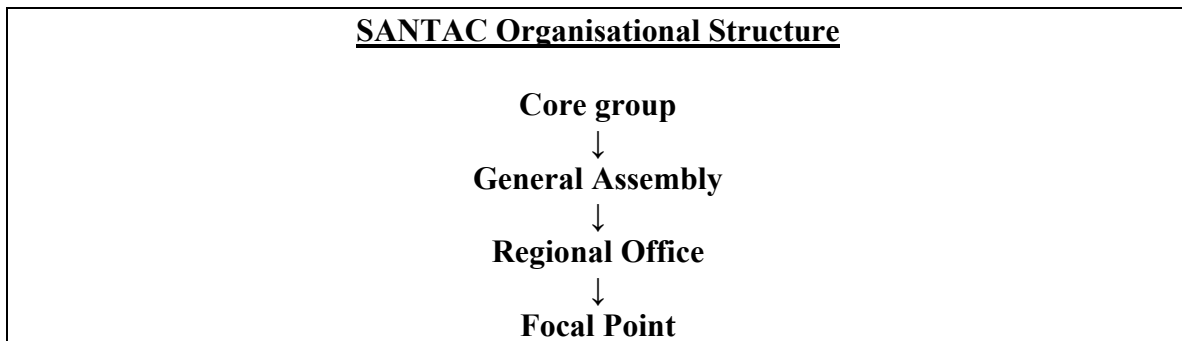 SANTAC Organisational Structure
Core group
↓
General Assembly
↓
Regional Office
↓
Focal Point